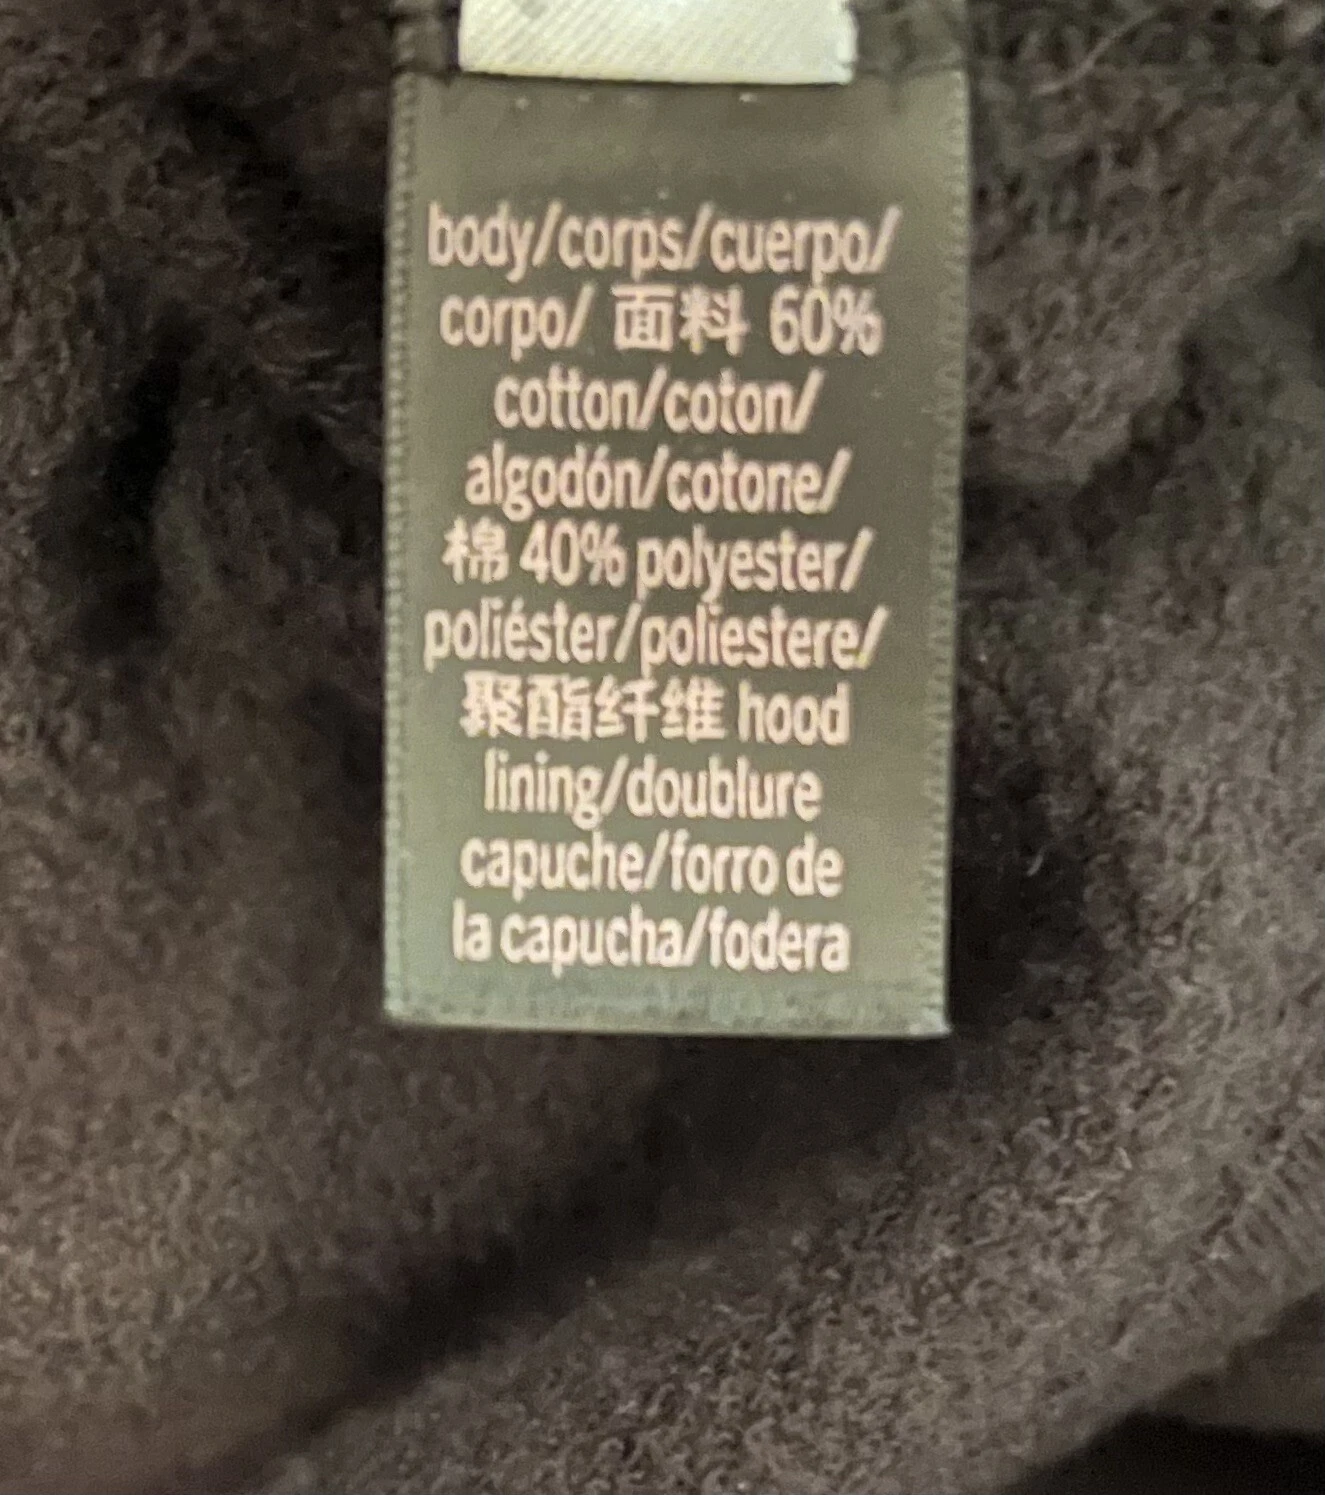 body/corps/cuerpo/
corpo/ 面料 60%
cotton/coton/
algodón/cotone/
棉 40% polyester/
poliéster/poliestere/
聚酯纤维 hood
lining/doublure
capuche/forro de
la capucha/fodera